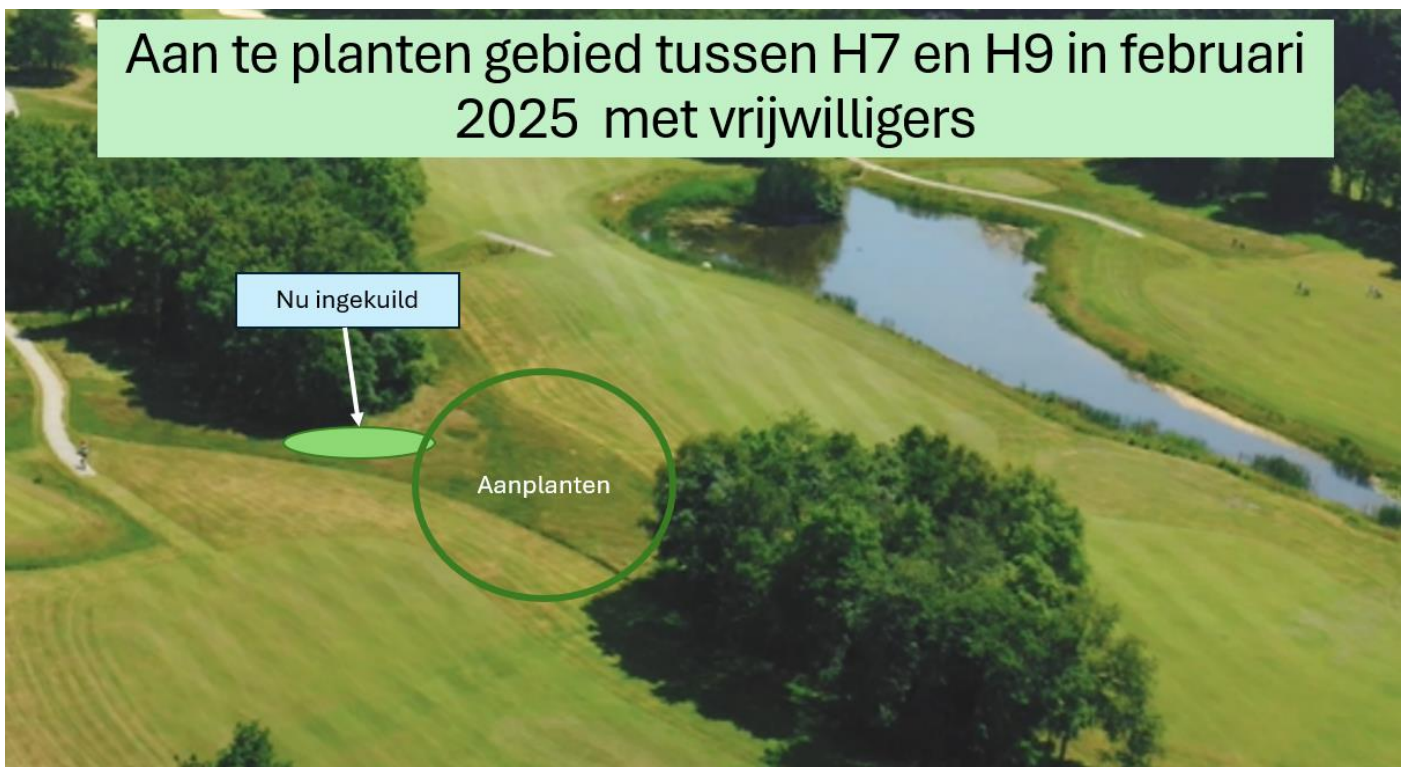 Aan te planten gebied tussen H7 en H9 in februari
2025 met vrijwilligers
Nu ingekuild
Aanplanten